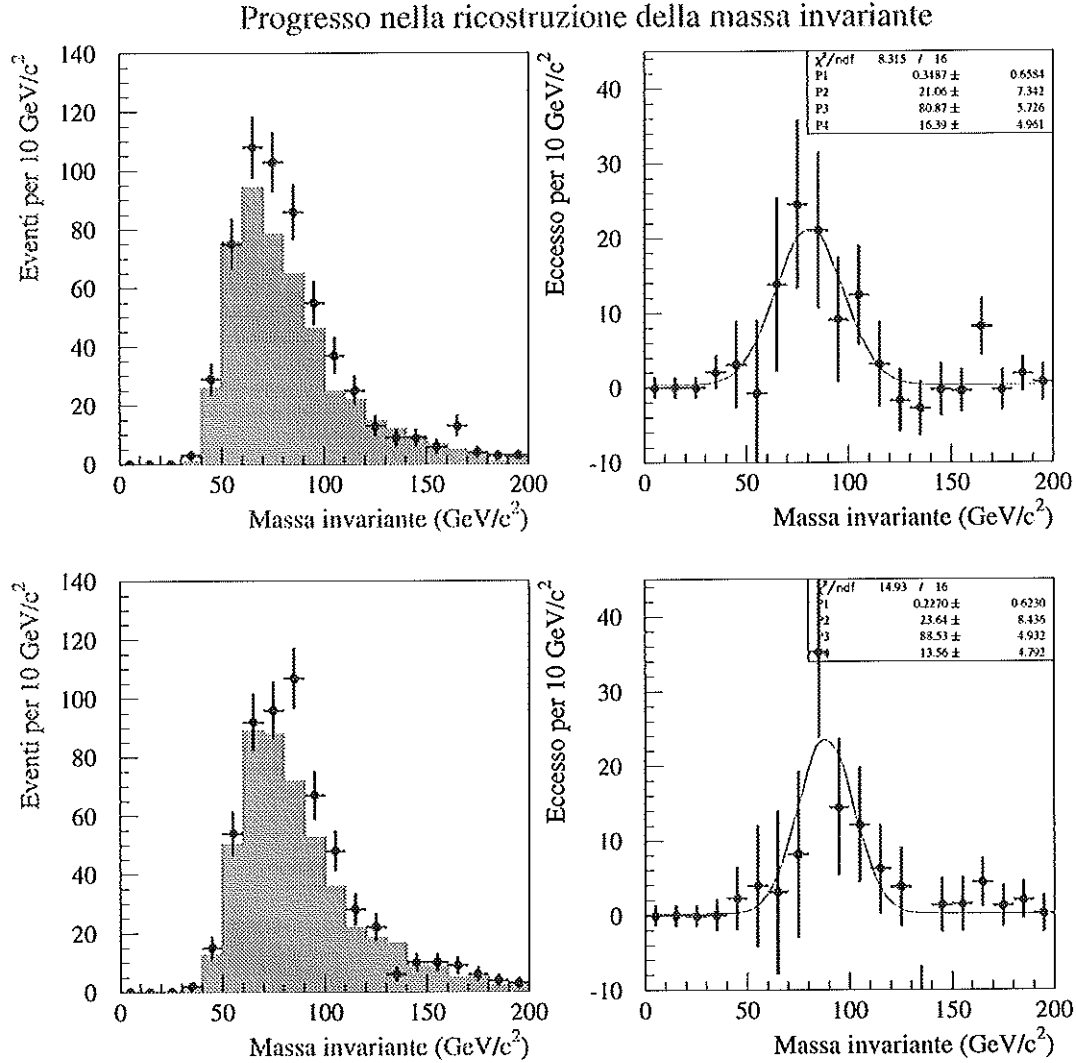 Progresso nella ricostruzione della massa invariante
Eventi per 10 GeV/c²
140
120
100
80
60
40
20
0
0 50 100 150 200
Massa invariante (GeV/c²)
Eccesso per 10 GeV/c²
40
30
20
10
0
-10
0 50 100 150 200
Massa invariante (GeV/c²)
χ²/ndf 8.315 / 16
P1 0.3487 ± 0.6584
P2 21.06 ± 7.342
P3 80.87 ± 5.726
P4 16.39 ± 4.961
Eventi per 10 GeV/c²
140
120
100
80
60
40
20
0
0 50 100 150 200
Massa invariante (GeV/c²)
Eccesso per 10 GeV/c²
40
30
20
10
0
-10
0 50 100 150 200
Massa invariante (GeV/c²)
²/ndf 14.93 / 16
P1 0.2270 ± 0.6230
P2 23.64 ± 8.436
P3 88.53 ± 4.932
13.56 ± 4.792